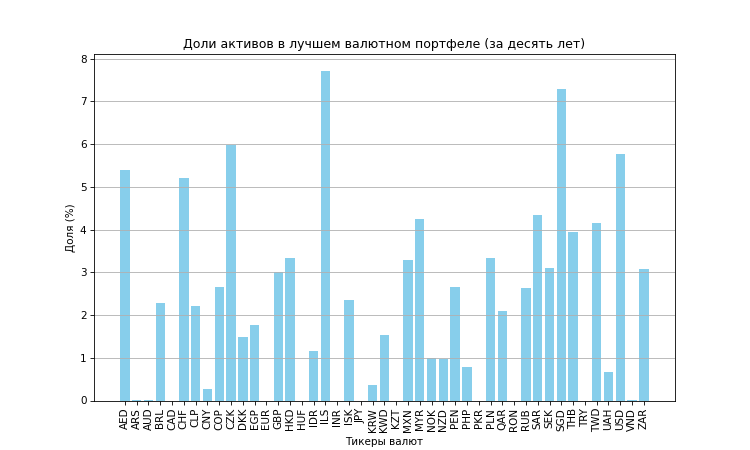 Доли активов в лучшем валютном портфеле (за десять лет)
Доля (%)
8
7
6
5
4
3
2
1
0
AED
ARS
AUD
BRL
CAD
CHF
CLP
CNY
COP
CZK
DKK
EGP
EUR
GBP
HKD
HUF
IDR
ILS
INR
ISK
JPY
KRW
KWD
KZT
MXN
MYR
NOK
NZD
PEN
PHP
PKR
PLN
QAR
RON
RUB
SAR
SEK
SGD
THB
TRY
TWD
UAH
USD
VND
ZAR
Тикеры валют